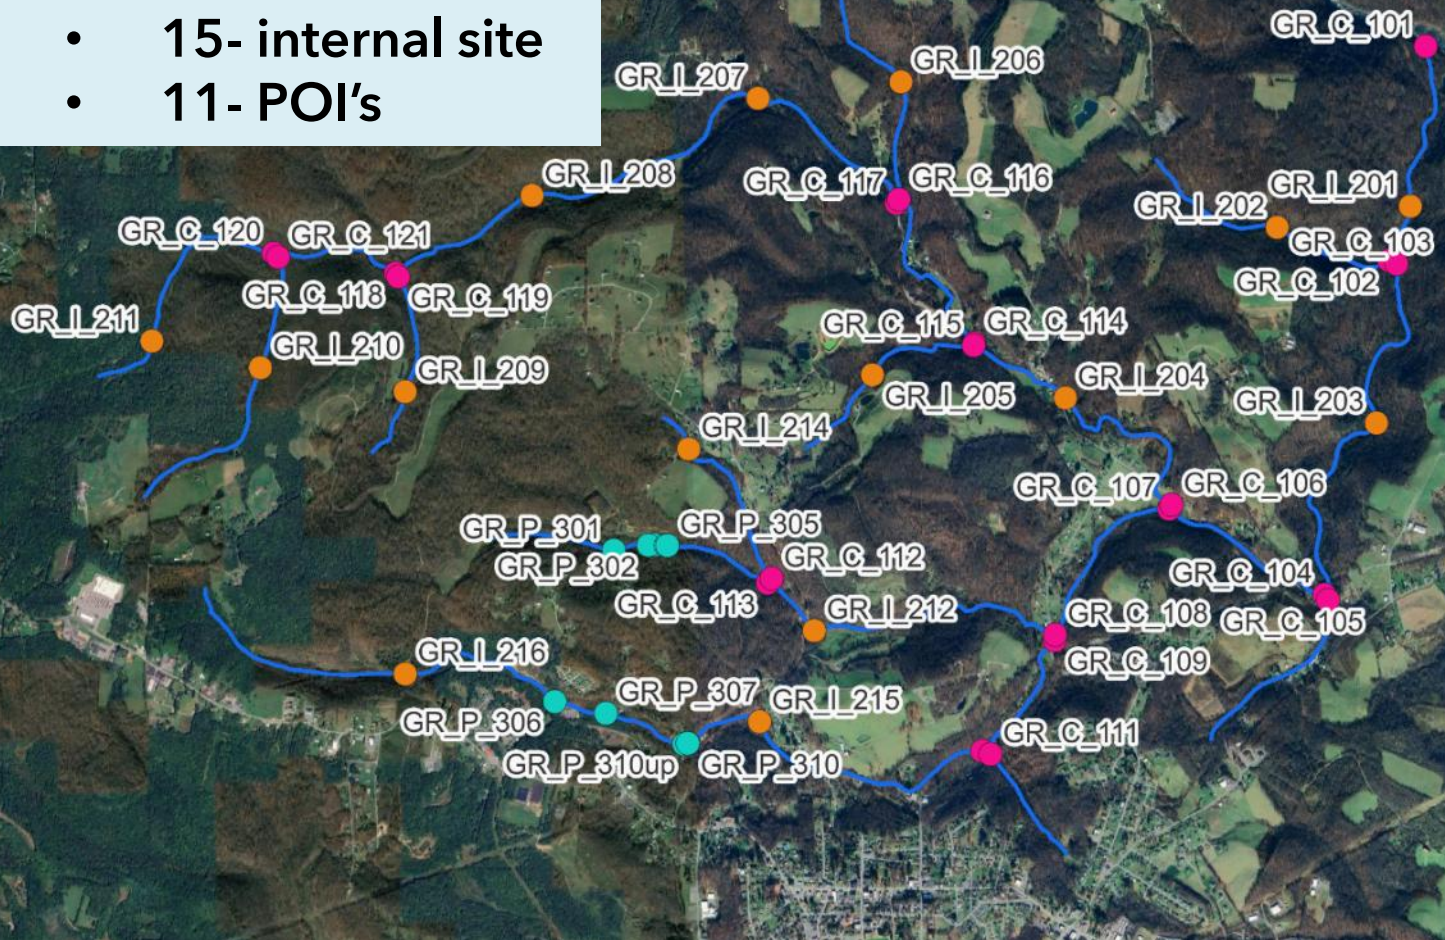 • 15- internal site
• 11- POI's
GR_C_101
GR_I_206
GR_I_207
GR_I_208
GR_C_117
GR_C_116
GR_I_201
GR_I_202
GR_C_120
GR_C_121
GR_C_103
GR_C_102
GR_C_118
GR_C_119
GR_I_211
GR_C_115
GR_C_114
GR_I_210
GR_I_209
GR_I_204
GR_I_205
GR_I_203
GR_I_214
GR_C_107
GR_C_106
GR_P_301
GR_P_305
GR_P_302
GR_C_112
GR_C_104
GR_C_113
GR_I_212
GR_C_108
GR_C_105
GR_I_216
GR_C_109
GR_P_307
GR_I_215
GR_P_306
GR_C_111
GR_P_310up
GR_P_310